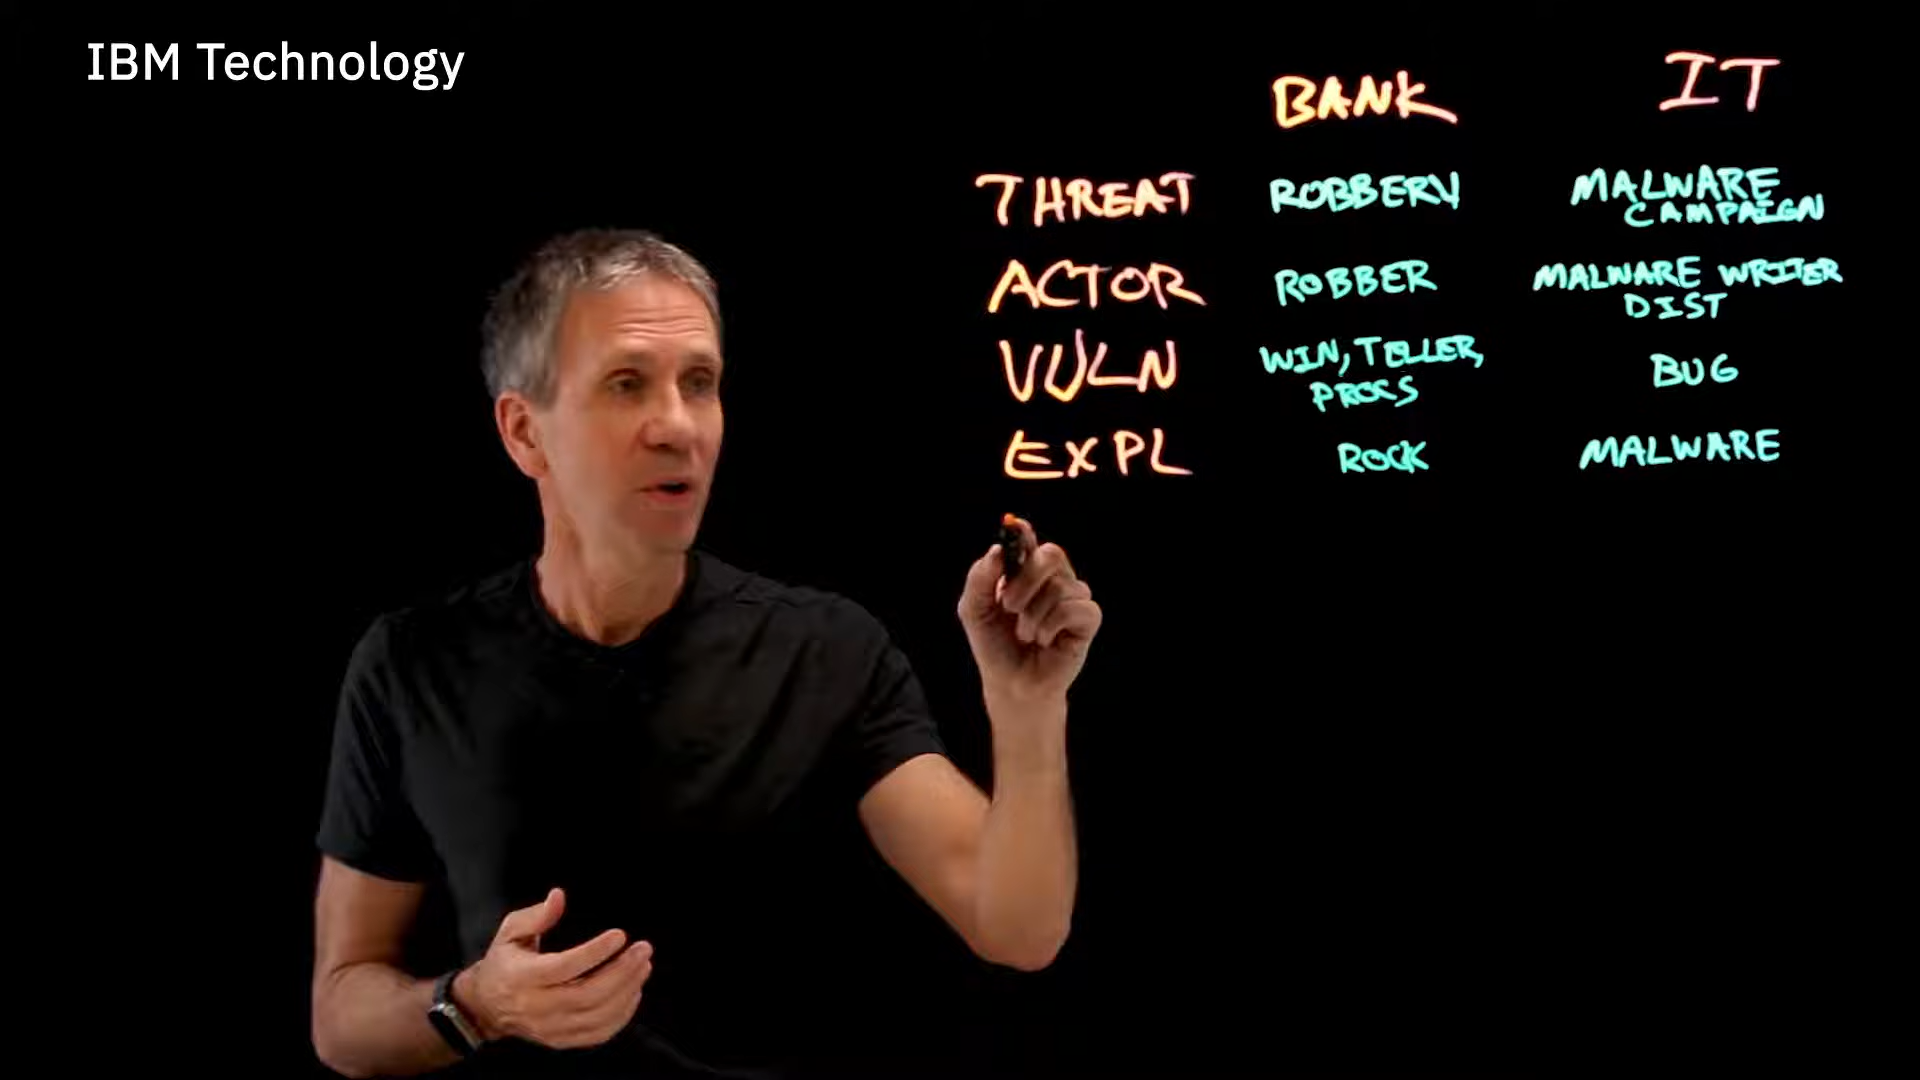 IBM Technology
BANK IT
THREAT ROBBERY MALWARE
CAMPAIGN
ACTOR ROBBER MALWARE WRITER
DIST
VULN WIN, TELLER, BUG
PROCS
EXPL ROCK MALWARE